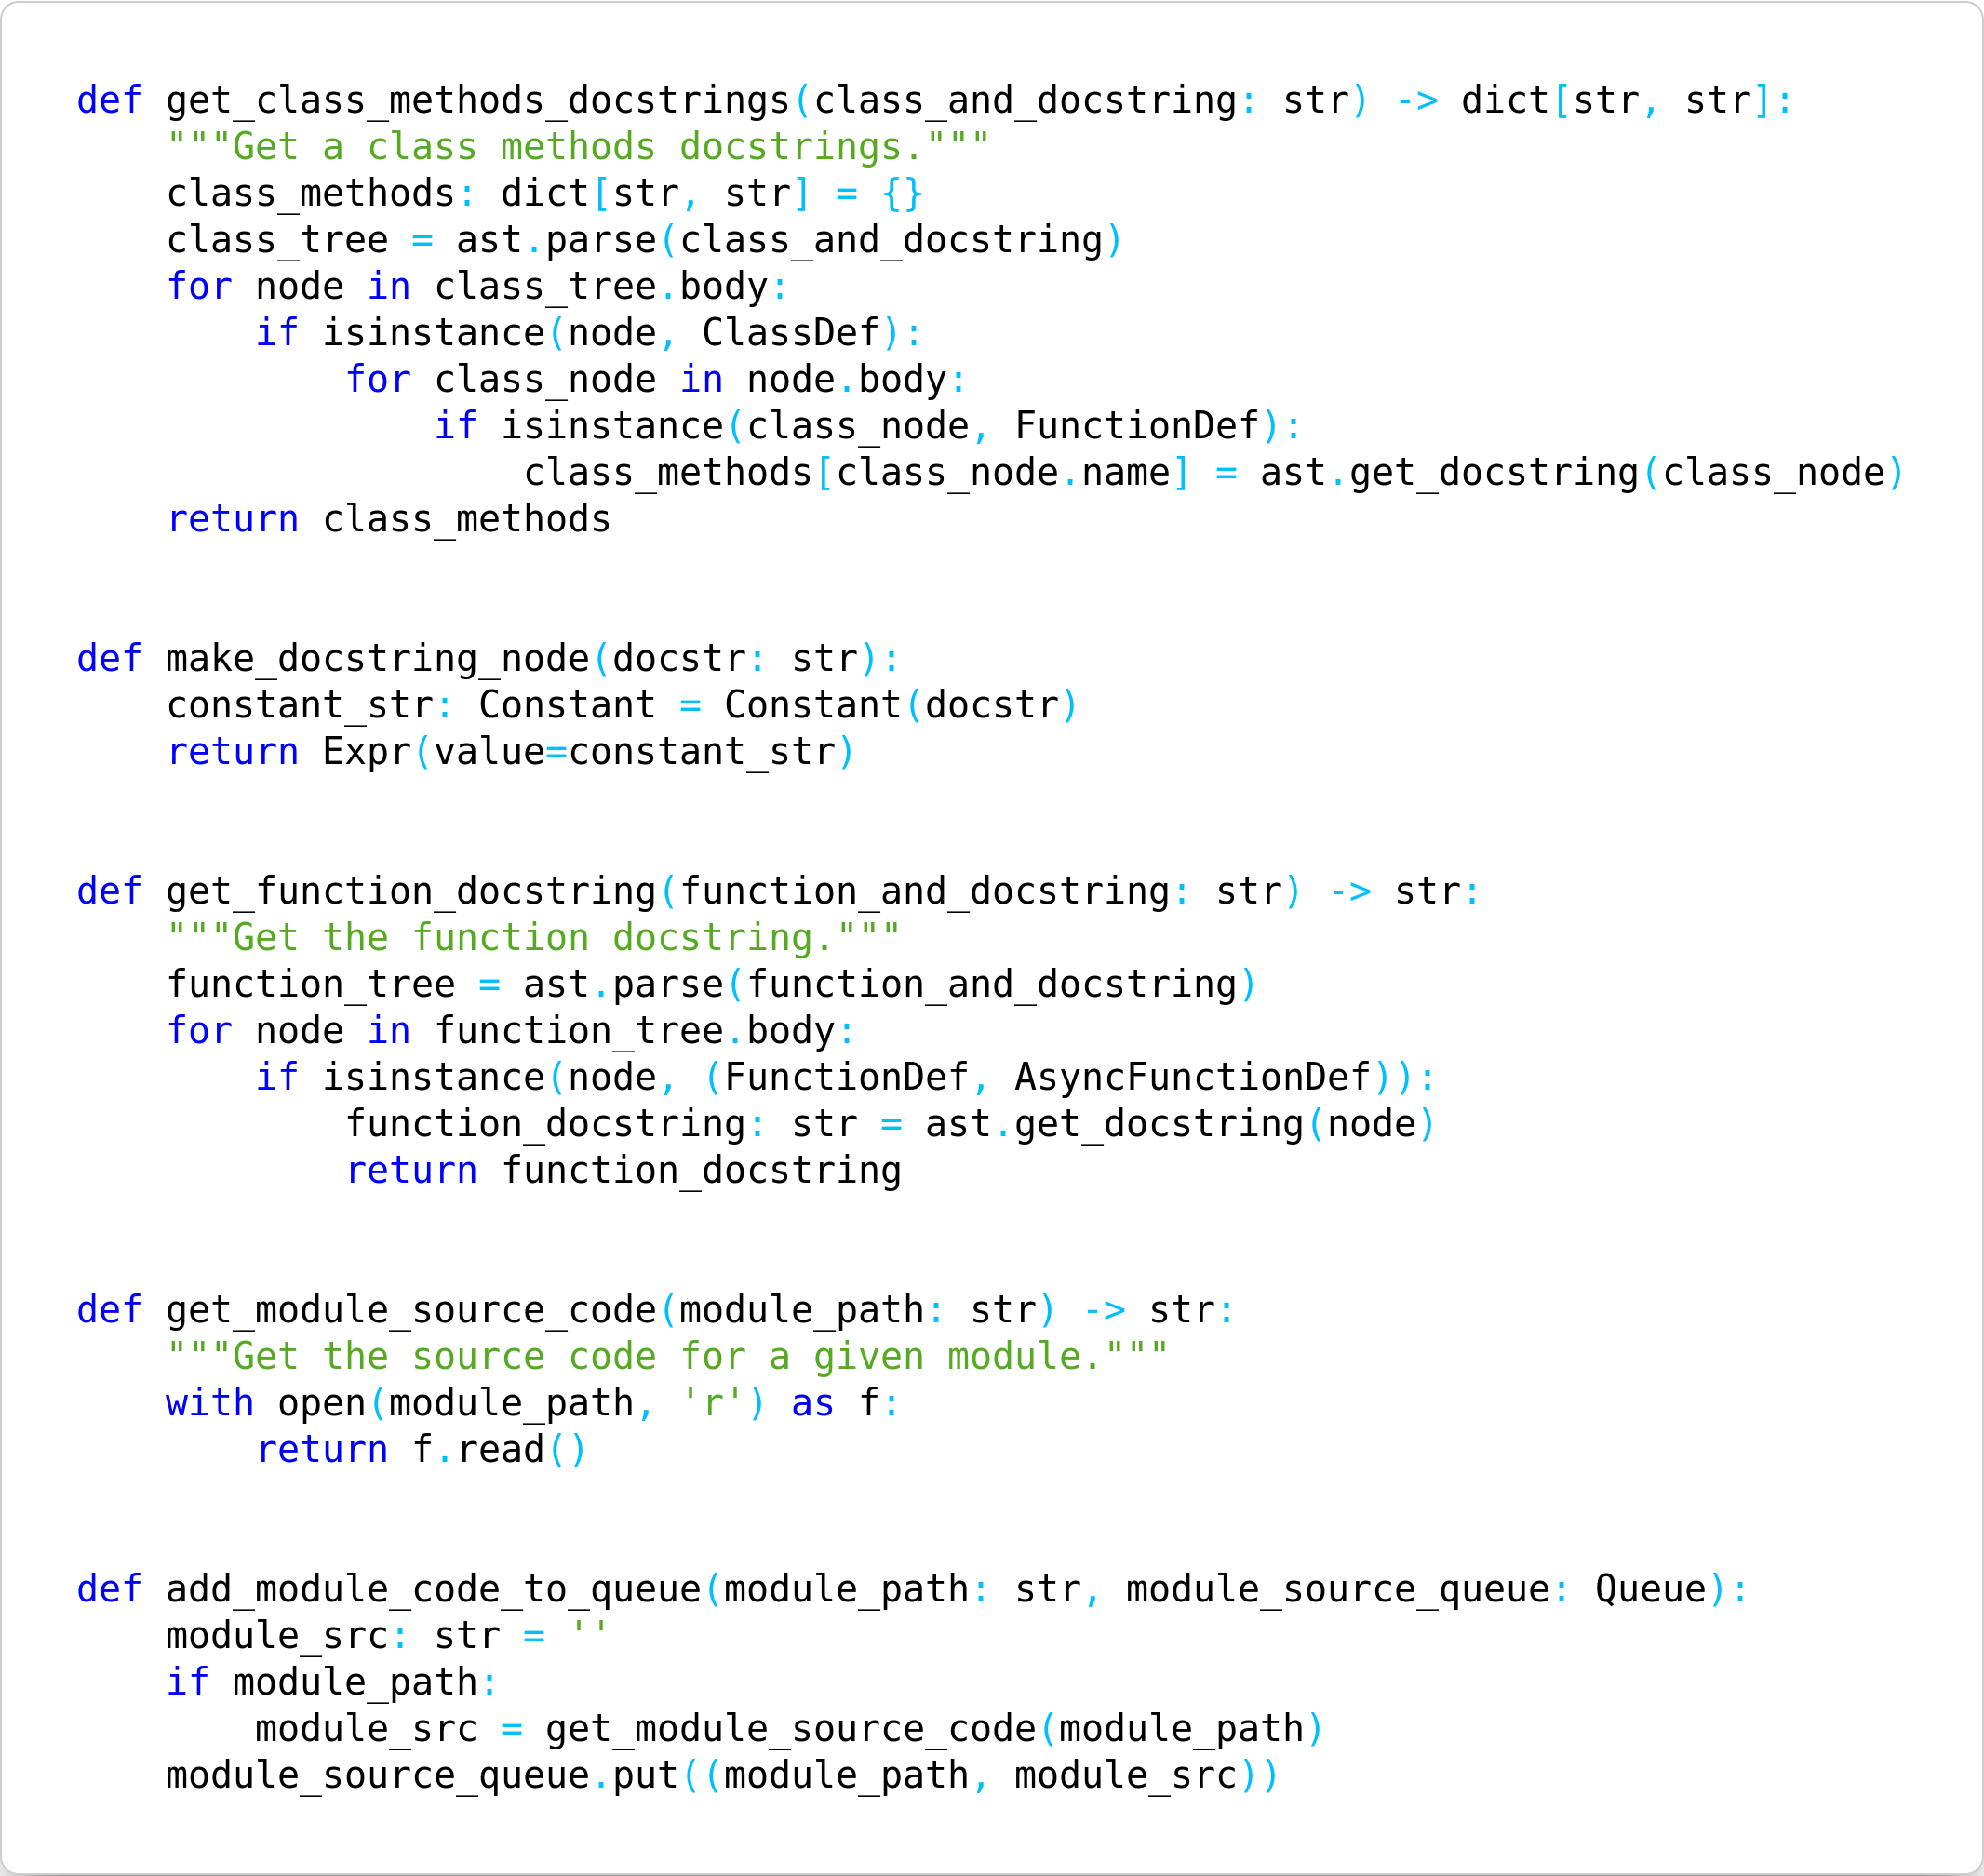 def get_class_methods_docstrings(class_and_docstring: str) -> dict[str, str]:
    """Get a class methods docstrings."""
    class_methods: dict[str, str] = {}
    class_tree = ast.parse(class_and_docstring)
    for node in class_tree.body:
        if isinstance(node, ClassDef):
            for class_node in node.body:
                if isinstance(class_node, FunctionDef):
                    class_methods[class_node.name] = ast.get_docstring(class_node)
    return class_methods


def make_docstring_node(docstr: str):
    constant_str: Constant = Constant(docstr)
    return Expr(value=constant_str)


def get_function_docstring(function_and_docstring: str) -> str:
    """Get the function docstring."""
    function_tree = ast.parse(function_and_docstring)
    for node in function_tree.body:
        if isinstance(node, (FunctionDef, AsyncFunctionDef)):
            function_docstring: str = ast.get_docstring(node)
            return function_docstring


def get_module_source_code(module_path: str) -> str:
    """Get the source code for a given module."""
    with open(module_path, 'r') as f:
        return f.read()


def add_module_code_to_queue(module_path: str, module_source_queue: Queue):
    module_src: str = ''
    if module_path:
        module_src = get_module_source_code(module_path)
    module_source_queue.put((module_path, module_src))